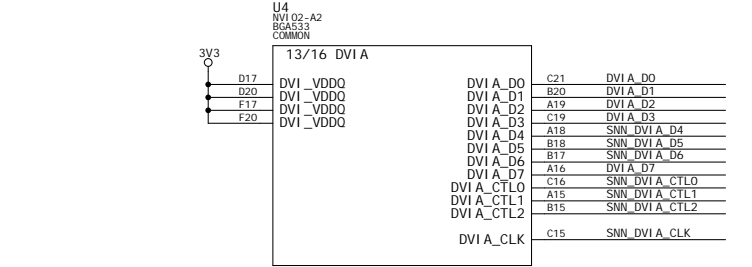 U4
NVIO2-A2
BGA533
COMMON
3V3
13/16 DVIA
D17 DVI_VDDQ
D20 DVI_VDDQ
F17 DVI_VDDQ
F20 DVI_VDDQ
DVIA_D0 C21 DVIA_D0
DVIA_D1 B20 DVIA_D1
DVIA_D2 A19 DVIA_D2
DVIA_D3 C19 DVIA_D3
DVIA_D4 A18 SNN_DVIA_D4
DVIA_D5 B18 SNN_DVIA_D5
DVIA_D6 B17 SNN_DVIA_D6
DVIA_D7 A16 DVIA_D7
DVIA_CTL0 C16 SNN_DVIA_CTL0
DVIA_CTL1 A15 SNN_DVIA_CTL1
DVIA_CTL2 B15 SNN_DVIA_CTL2
DVIA_CLK C15 SNN_DVIA_CLK